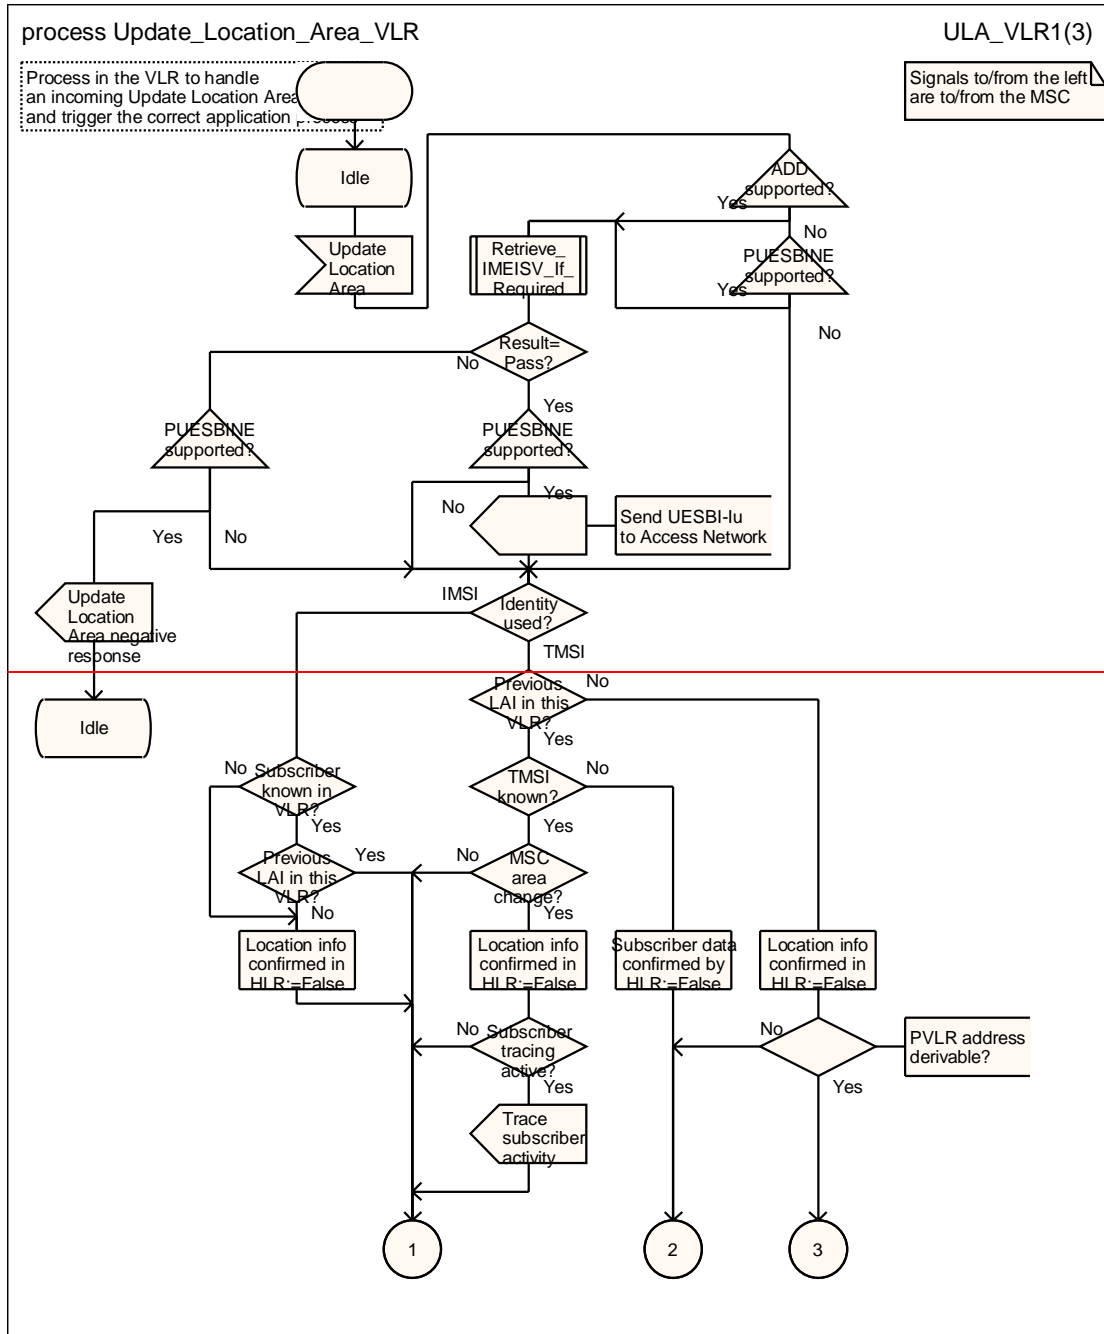 process Update_Location_Area_VLR
ULA_VLR1(3)
Process in the VLR to handle
an incoming Update Location Area
and trigger the correct application process
Signals to/from the left
are to/from the MSC
Idle
ADD
supported?
Yes
No
Update
Location
Area
Retrieve_
IMEISV_If_
Required
PUESBINE
supported?
Yes
No
Result=
Pass?
No
Yes
PUESBINE
supported?
PUESBINE
supported?
Yes
No
No
Yes
Send UESBI-Iu
to Access Network
Update
Location
Area negative
response
IMSI
Identity
used?
TMSI
Idle
Previous
LAI in this
VLR?
No
Yes
No
Subscriber
known in
VLR?
Yes
TMSI
known?
No
Yes
Previous
LAI in this
VLR?
Yes
No
No
MSC
area
change?
Yes
Location info
confirmed in
HLR:=False
Location info
confirmed in
HLR:=False
Subscriber data
confirmed by
HLR:=False
Location info
confirmed in
HLR:=False
No
Subscriber
tracing
active?
Yes
No
Yes
PVLR address
derivable?
Trace
subscriber
activity
1
2
3